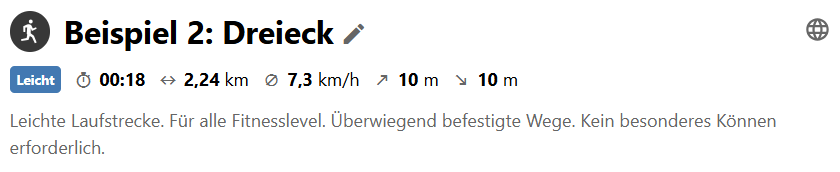 Beispiel 2: Dreieck
Leicht 00:18 ↔ 2,24 km ⌀ 7,3 km/h ↗ 10 m ↘ 10 m
Leichte Laufstrecke. Für alle Fitnesslevel. Überwiegend befestigte Wege. Kein besonderes Können
erforderlich.